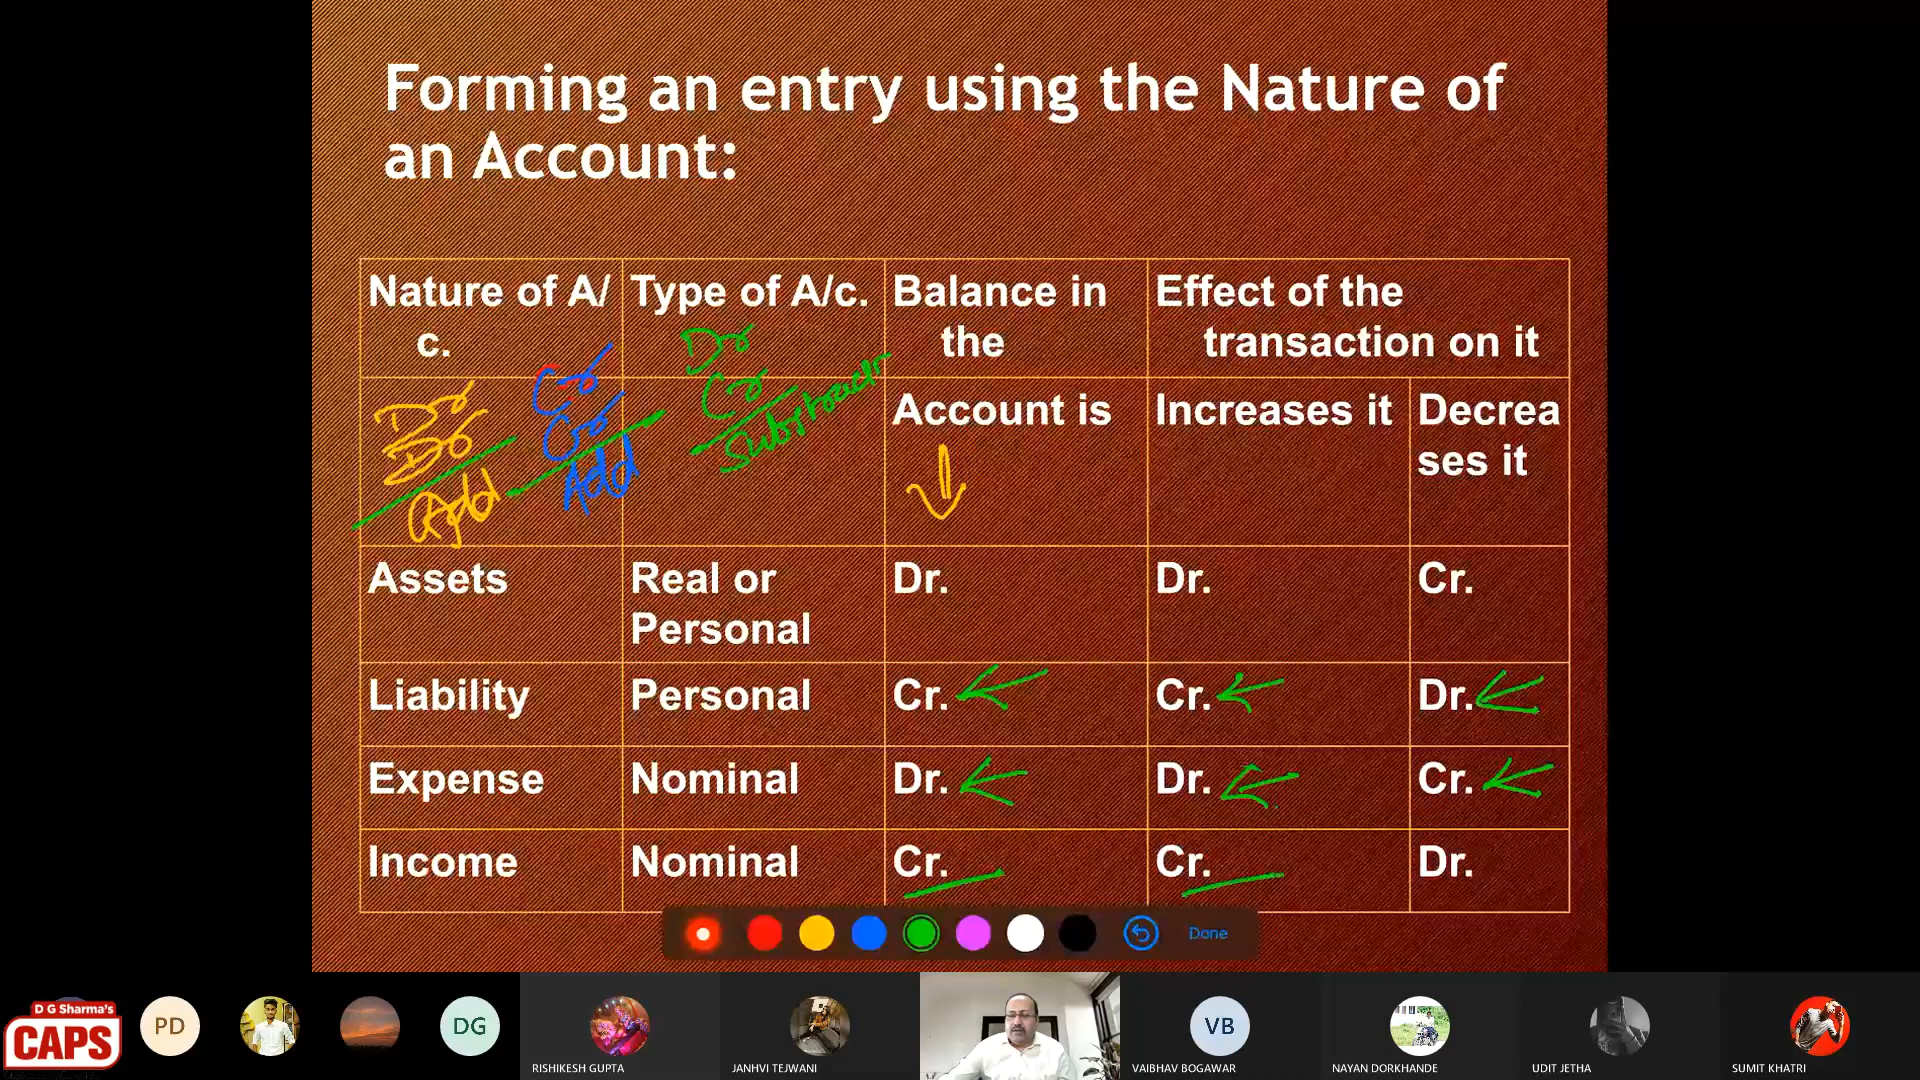 Forming an entry using the Nature of
an Account:
Nature of A/
c.
Type of A/c.
Balance in
the
Effect of the
transaction on it
Dr
Cr
Substract
Dr
Dr
Add
Cr
Cr
Add
Account is
Increases it
Decrea
ses it
Assets
Real or
Personal
Dr.
Dr.
Cr.
Liability
Personal
Cr.
Cr.
Dr.
Expense
Nominal
Dr.
Dr.
Cr.
Income
Nominal
Cr.
Cr.
Dr.
Done
D G Sharma's
CAPS
PD
DG
RISHIKESH GUPTA
JANHVI TEJWANI
VB
VAIBHAV BOGAWAR
NAYAN DORKHANDE
UDIT JETHA
SUMIT KHATRI